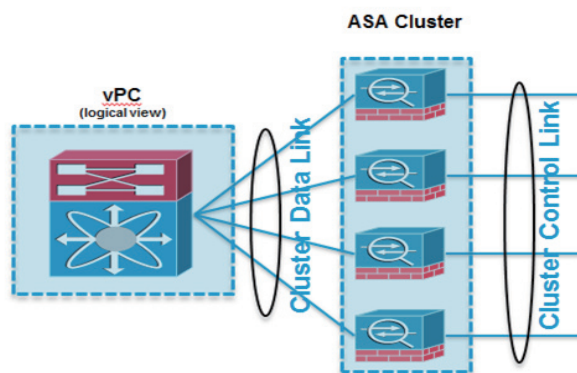 ASA Cluster
vPC
(logical view)
Cluster Data Link
Cluster Control Link